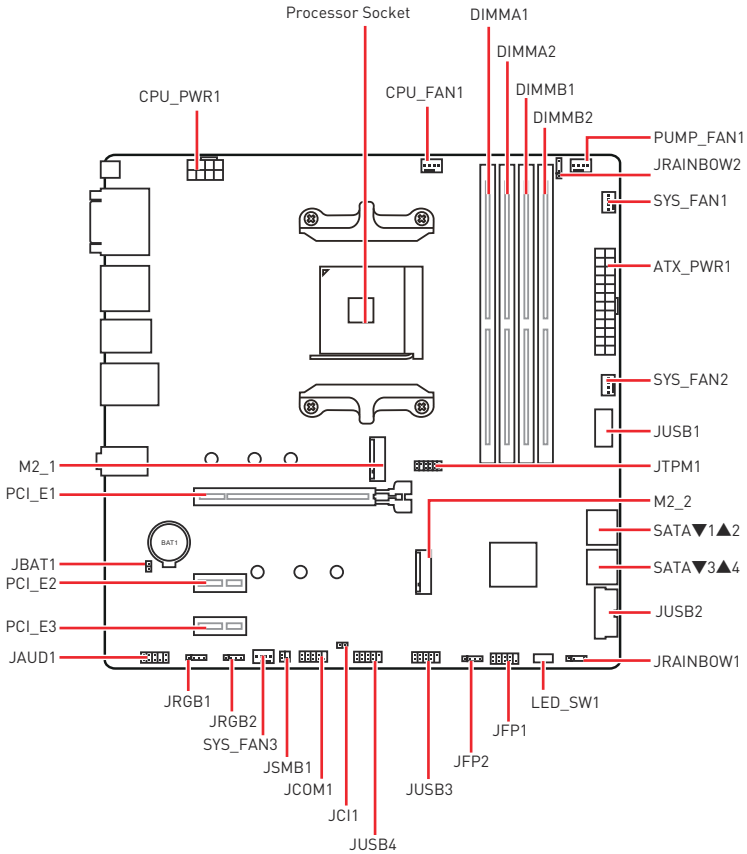 Processor Socket
DIMMA1
DIMMA2
CPU_PWR1
CPU_FAN1
DIMMB1
DIMMB2
PUMP_FAN1
JRAINBOW2
SYS_FAN1
ATX_PWR1
SYS_FAN2
JUSB1
M2_1
JTPM1
PCI_E1
M2_2
SATA▼1▲2
BAT1
JBAT1
SATA▼3▲4
PCI_E2
JUSB2
PCI_E3
JAUD1
JRAINBOW1
JRGB1
LED_SW1
JRGB2
JFP1
SYS_FAN3
JFP2
JSMB1
JCOM1
JUSB3
JCI1
JUSB4